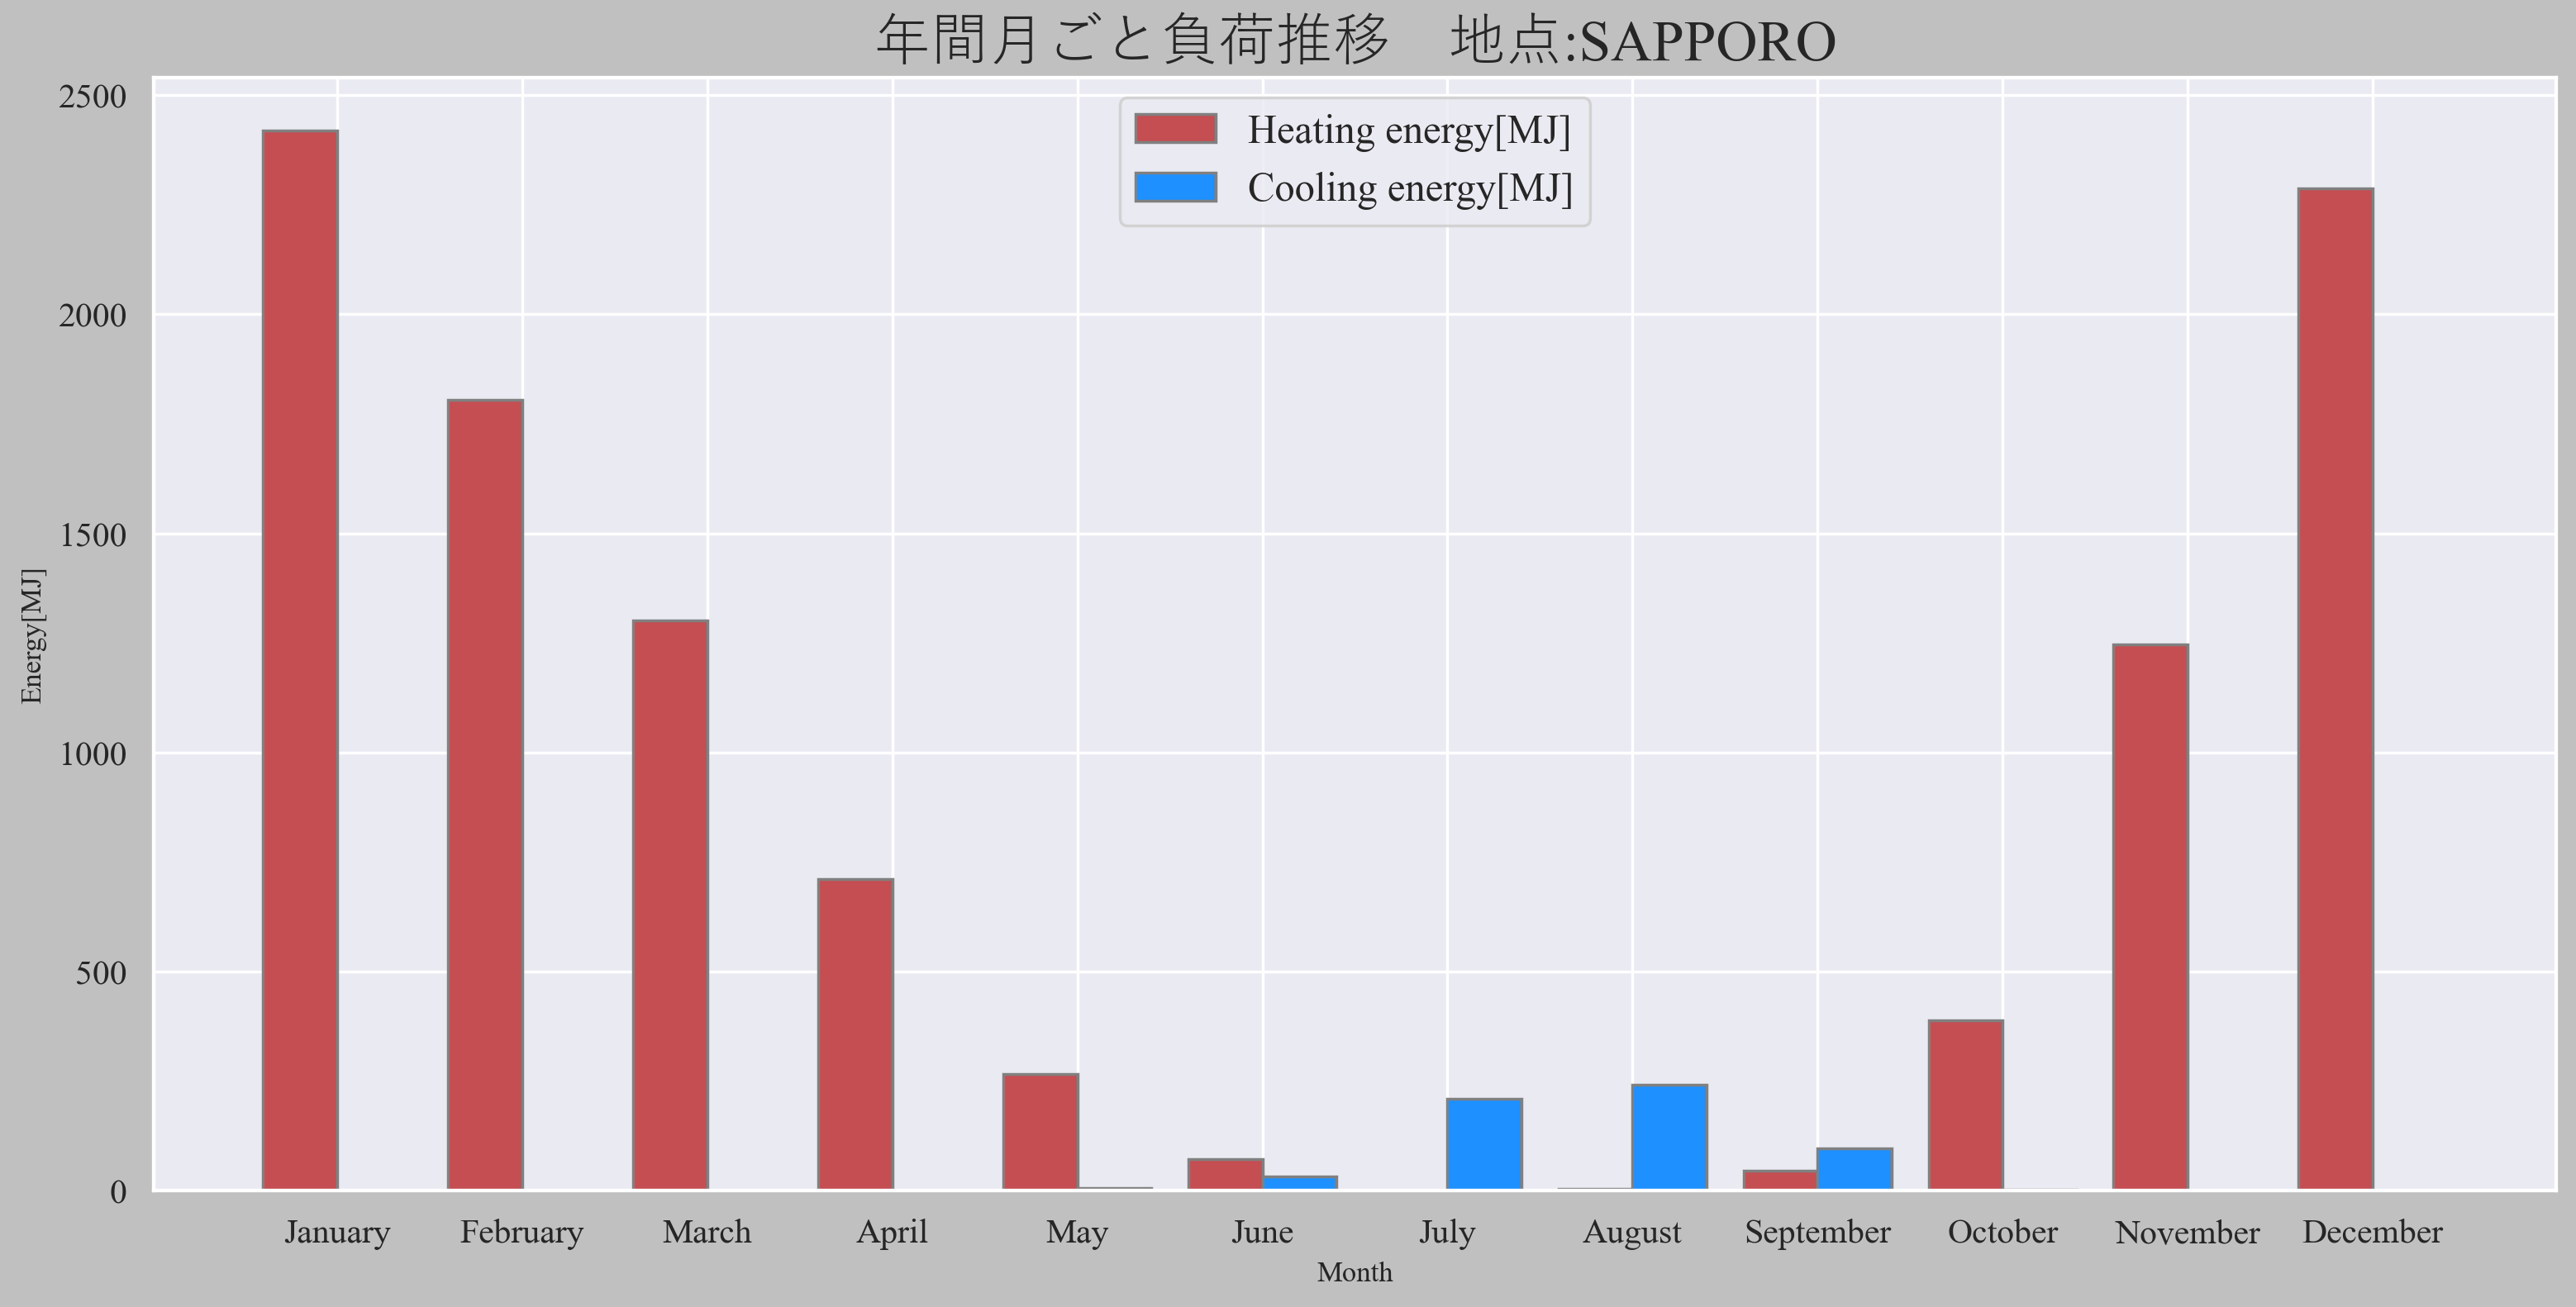 年間月ごと負荷推移　地点:SAPPORO
Heating energy[MJ]
Cooling energy[MJ]
2500
2000
1500
1000
500
0
Energy[MJ]
January February March April May June July August September October November December
Month